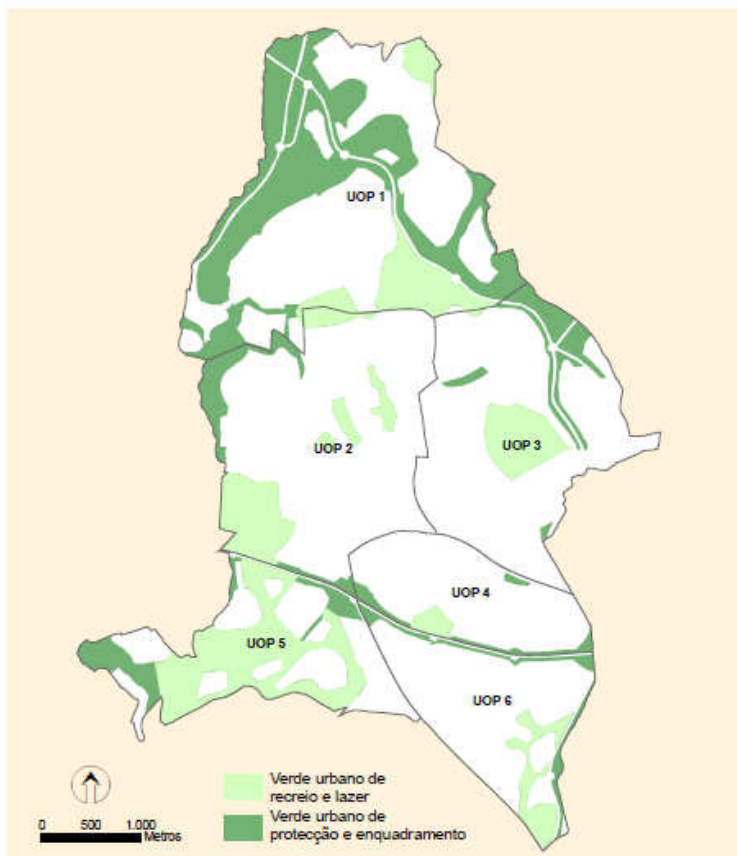 UOP 1
UOP 2
UOP 3
UOP 4
UOP 5
UOP 6
Verde urbano de
recreio e lazer
Verde urbano de
protecção e enquadramento
0 500 1.000
Metros